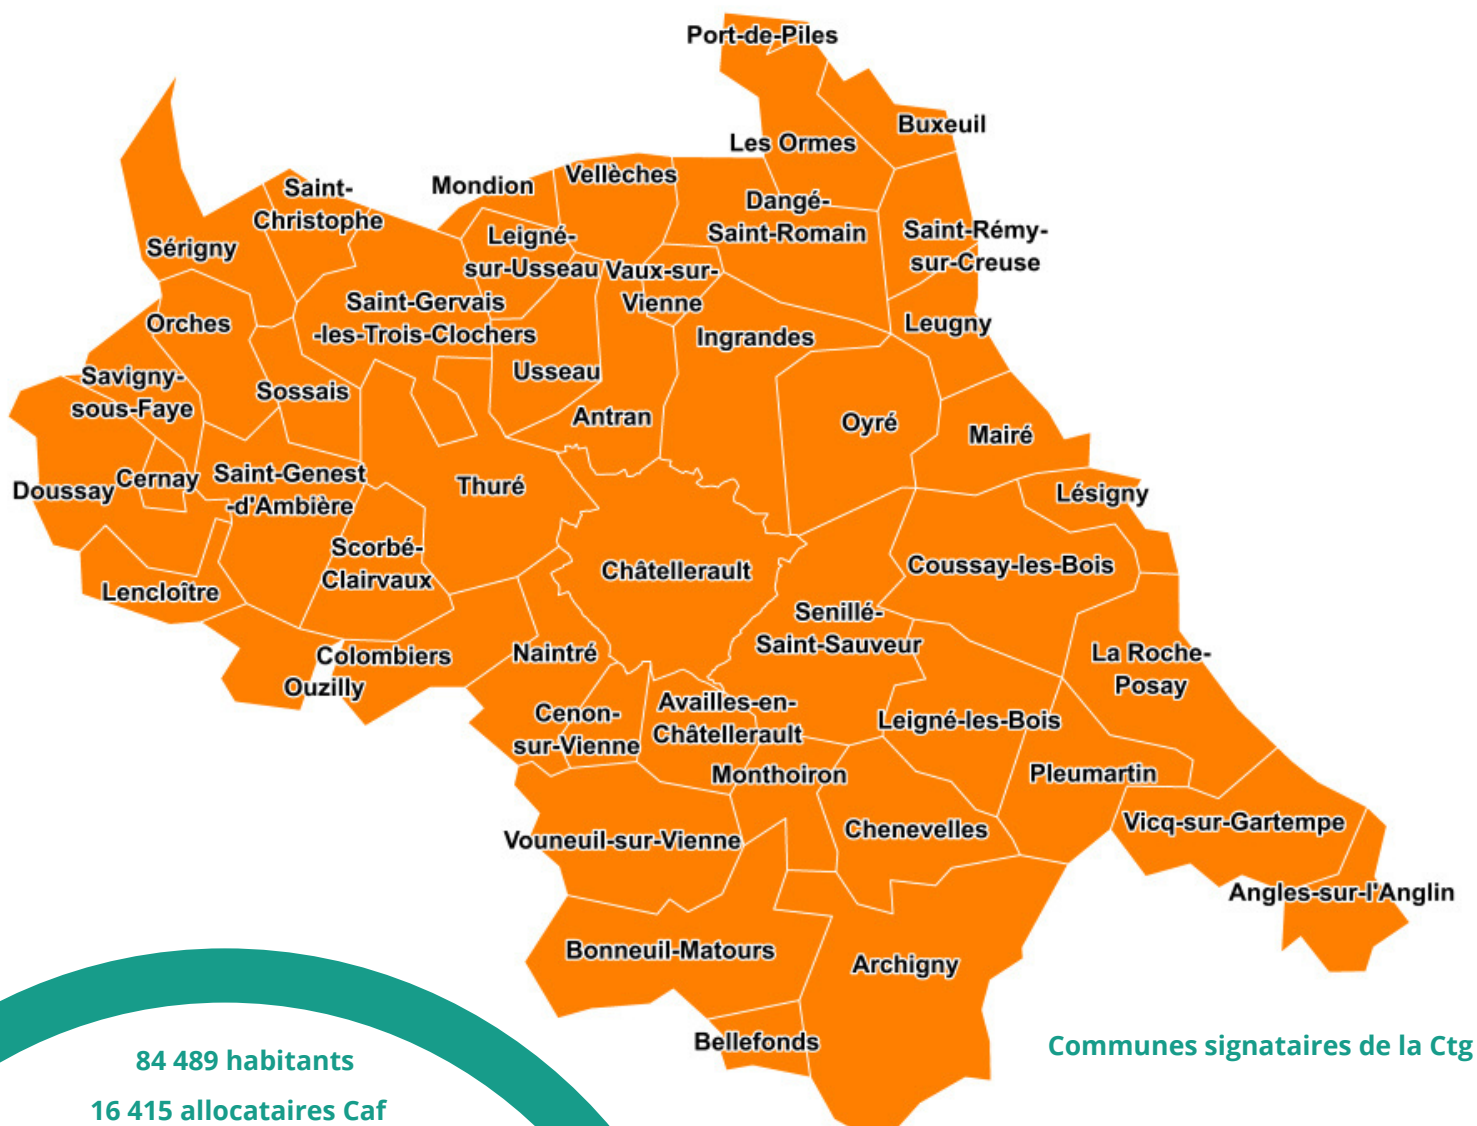 Port-de-Piles
Buxeuil
Les Ormes
Vellèches
Mondion
Saint-
Christophe
Dangé-
Saint-Romain
Saint-Rémy-
sur-Creuse
Sérigny
Leigné-
sur-Usseau
Vaux-sur-
Vienne
Saint-Gervais
-les-Trois-Clochers
Orches
Leugny
Ingrandes
Usseau
Savigny-
sous-Faye
Sossais
Antran
Oyré
Mairé
Saint-Genest
-d'Ambière
Cernay
Doussay
Thuré
Lésigny
Scorbé-
Clairvaux
Châtellerault
Coussay-les-Bois
Lencloître
Senillé-
Saint-Sauveur
Colombiers
Naintré
La Roche-
Posay
Ouzilly
Cenon-
sur-Vienne
Availles-en-
Châtellerault
Leigné-les-Bois
Monthoiron
Pleumartin
Vouneuil-sur-Vienne
Chenevelles
Vicq-sur-Gartempe
Angles-sur-l'Anglin
Bonneuil-Matours
Archigny
Bellefonds
Communes signataires de la Ctg
84 489 habitants
16 415 allocataires Caf